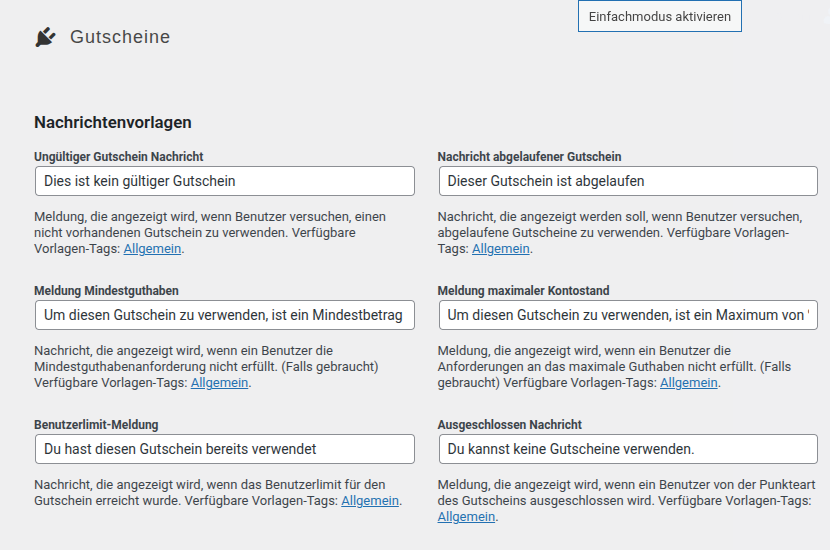 Einfachmodus aktivieren
Gutscheine
Nachrichtenvorlagen
Ungültiger Gutschein Nachricht
Dies ist kein gültiger Gutschein
Meldung, die angezeigt wird, wenn Benutzer versuchen, einen
nicht vorhandenen Gutschein zu verwenden. Verfügbare
Vorlagen-Tags: Allgemein.
Nachricht abgelaufener Gutschein
Dieser Gutschein ist abgelaufen
Nachricht, die angezeigt werden soll, wenn Benutzer versuchen,
abgelaufene Gutscheine zu verwenden. Verfügbare Vorlagen-
Tags: Allgemein.
Meldung Mindestguthaben
Um diesen Gutschein zu verwenden, ist ein Mindestbetrag
Nachricht, die angezeigt wird, wenn ein Benutzer die
Mindestguthabenanforderung nicht erfüllt. (Falls gebraucht)
Verfügbare Vorlagen-Tags: Allgemein.
Meldung maximaler Kontostand
Um diesen Gutschein zu verwenden, ist ein Maximum von
Meldung, die angezeigt wird, wenn ein Benutzer die
Anforderungen an das maximale Guthaben nicht erfüllt. (Falls
gebraucht) Verfügbare Vorlagen-Tags: Allgemein.
Benutzerlimit-Meldung
Du hast diesen Gutschein bereits verwendet
Nachricht, die angezeigt wird, wenn das Benutzerlimit für den
Gutschein erreicht wurde. Verfügbare Vorlagen-Tags: Allgemein.
Ausgeschlossen Nachricht
Du kannst keine Gutscheine verwenden.
Meldung, die angezeigt wird, wenn ein Benutzer von der Punkteart
des Gutscheins ausgeschlossen wird. Verfügbare Vorlagen-Tags:
Allgemein.